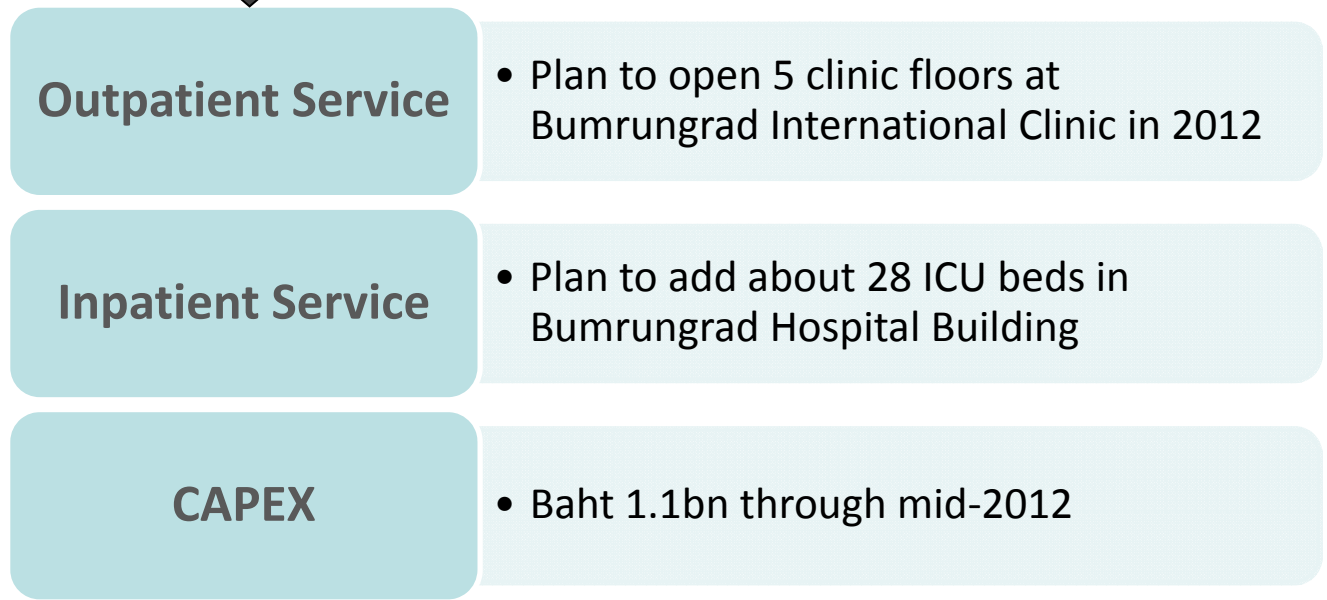 Outpatient Service
• Plan to open 5 clinic floors at
Bumrungrad International Clinic in 2012
Inpatient Service
• Plan to add about 28 ICU beds in
Bumrungrad Hospital Building
CAPEX
• Baht 1.1bn through mid-2012